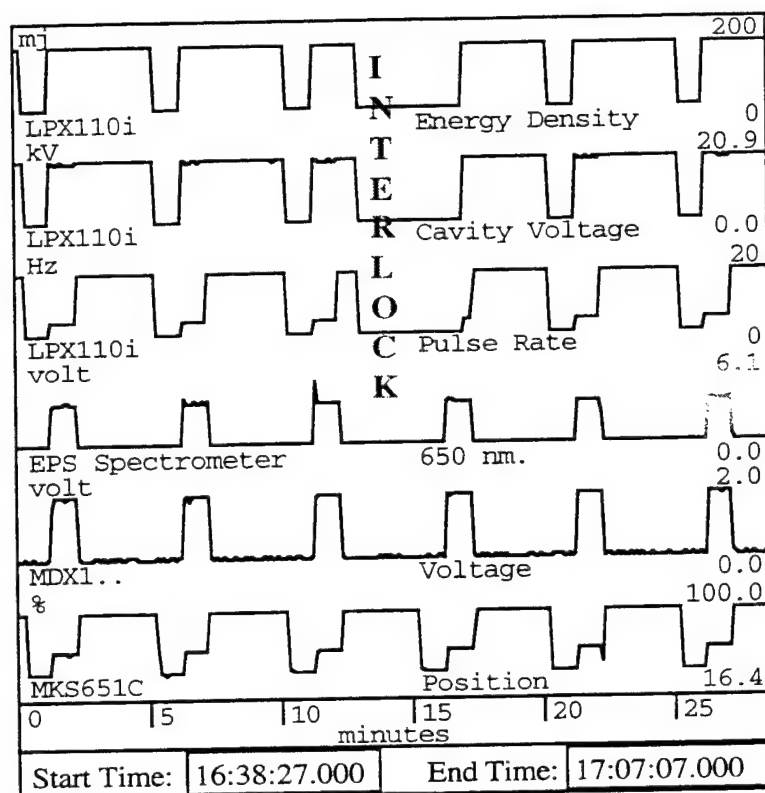 mj 200
LPX110i Energy Density 0
kV 20.9
LPX110i Cavity Voltage 0.0
Hz 20
LPX110i Pulse Rate 0
volt 6.1
EPS Spectrometer 650 nm. 0.0
volt 2.0
MDX1.. Voltage 0.0
% 100.0
MKS651C Position 16.4
0 5 10 15 20 25
minutes
Start Time: 16:38:27.000 End Time: 17:07:07.000
INTERLOCK